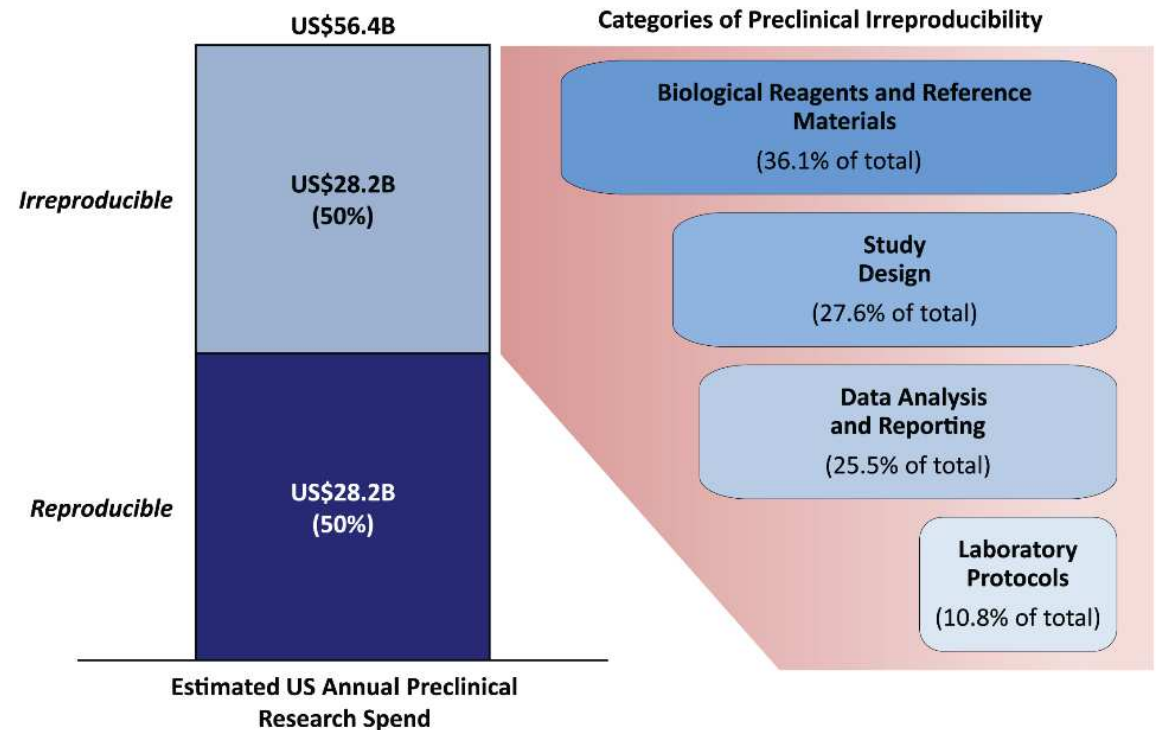 US$56.4B
Irreproducible
US$28.2B
(50%)
Reproducible
US$28.2B
(50%)
Estimated US Annual Preclinical
Research Spend
Categories of Preclinical Irreproducibility
Biological Reagents and Reference
Materials
(36.1% of total)
Study
Design
(27.6% of total)
Data Analysis
and Reporting
(25.5% of total)
Laboratory
Protocols
(10.8% of total)